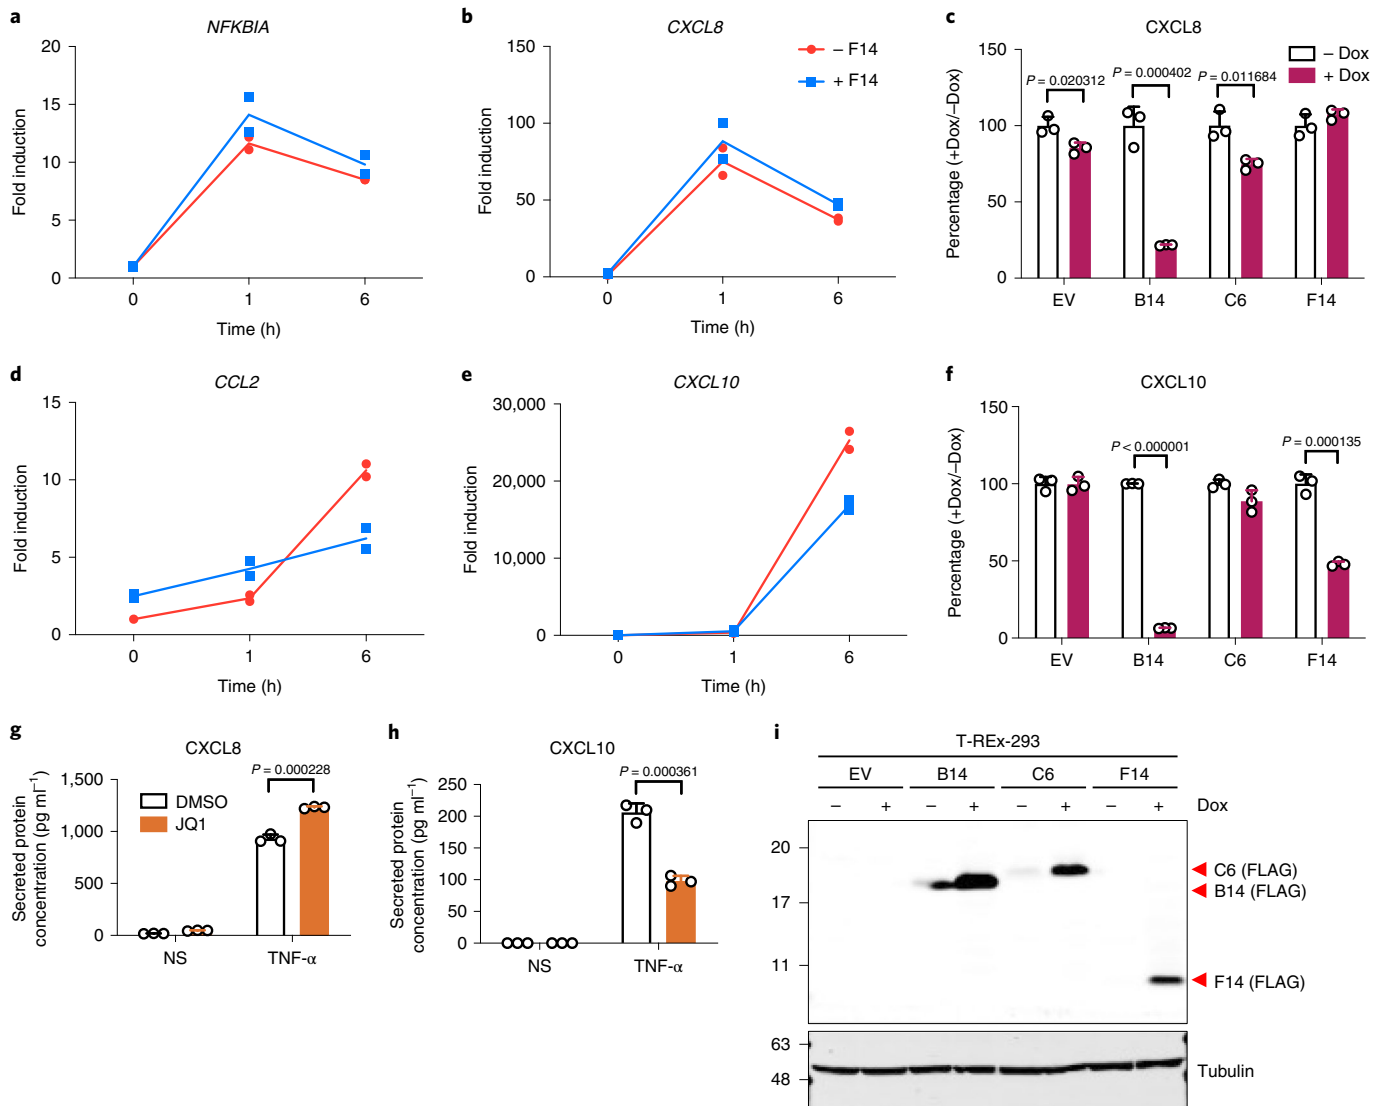 a
NFKBIA
20
15
10
5
0
Fold induction
0 1 6
Time (h)
b
CXCL8
150
100
50
0
Fold induction
0 1 6
Time (h)
– F14
+ F14
c
CXCL8
150
100
50
0
Percentage (+Dox/–Dox)
– Dox
+ Dox
P = 0.020312
P = 0.000402
P = 0.011684
EV B14 C6 F14
d
CCL2
15
10
5
0
Fold induction
0 1 6
Time (h)
e
CXCL10
30,000
20,000
10,000
0
Fold induction
0 1 6
Time (h)
f
CXCL10
150
100
50
0
Percentage (+Dox/–Dox)
P < 0.000001
P = 0.000135
EV B14 C6 F14
g
CXCL8
P = 0.000228
1,500
1,000
500
0
Secreted protein
concentration (pg ml⁻¹)
DMSO
JQ1
NS TNF-α
h
CXCL10
P = 0.000361
250
200
150
100
50
0
Secreted protein
concentration (pg ml⁻¹)
NS TNF-α
i
T-REx-293
EV B14 C6 F14
– + – + – + – + Dox
20
17
11
C6 (FLAG)
B14 (FLAG)
F14 (FLAG)
63
48
Tubulin